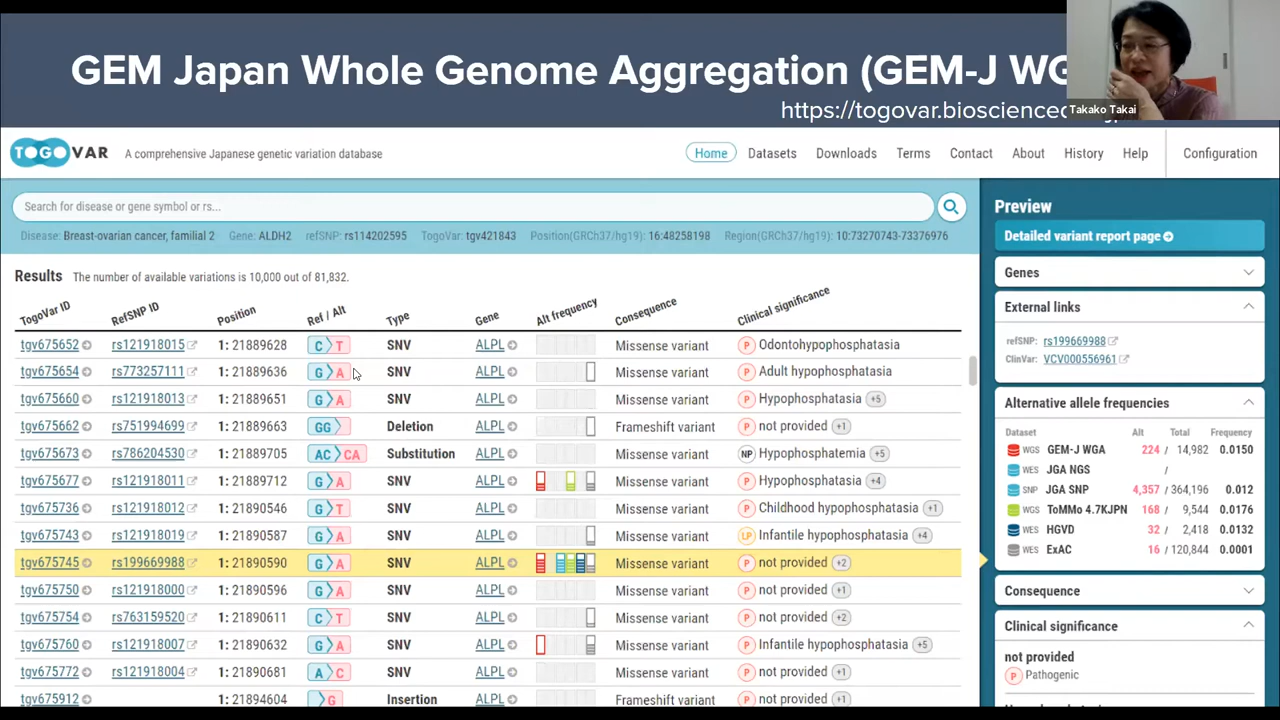 GEM Japan Whole Genome Aggregation (GEM-J WG
https://togovar.bioscienced
Takako Takai
TOGOVAR A comprehensive Japanese genetic variation database Home Datasets Downloads Terms Contact About History Help Configuration
Search for disease or gene symbol or rs...
Disease: Breast-ovarian cancer, familial 2 Gene: ALDH2 refSNP: rs114202595 TogoVar: tgv421843 Position(GRCh37/hg19): 16:48258198 Region(GRCh37/hg19): 10:73270743-73376976
Results The number of available variations is 10,000 out of 81,832.
TogoVar ID RefSNP ID Position Ref / Alt Type Gene Alt frequency Consequence Clinical significance
tgv675652 rs121918015 1: 21889628 C T SNV ALPL Missense variant P Odontohypophosphatasia
tgv675654 rs773257111 1: 21889636 G A SNV ALPL Missense variant P Adult hypophosphatasia
tgv675660 rs121918013 1: 21889651 G A SNV ALPL Missense variant P Hypophosphatasia +5
tgv675662 rs751994699 1: 21889663 GG Deletion ALPL Frameshift variant P not provided +1
tgv675673 rs786204530 1: 21889705 AC CA Substitution ALPL Missense variant NP Hypophosphatemia +5
tgv675677 rs121918011 1: 21889712 G A SNV ALPL Missense variant P Hypophosphatasia +4
tgv675736 rs121918012 1: 21890546 G T SNV ALPL Missense variant P Childhood hypophosphatasia +1
tgv675743 rs121918019 1: 21890587 G A SNV ALPL Missense variant LP Infantile hypophosphatasia +4
tgv675745 rs199669988 1: 21890590 G A SNV ALPL Missense variant P not provided +2
tgv675750 rs121918000 1: 21890596 G A SNV ALPL Missense variant P not provided +1
tgv675754 rs763159520 1: 21890611 C T SNV ALPL Missense variant P not provided +2
tgv675760 rs121918007 1: 21890632 G A SNV ALPL Missense variant P Infantile hypophosphatasia +5
tgv675772 rs121918004 1: 21890681 A C SNV ALPL Missense variant P not provided +1
tgv675912 1: 21894604 G Insertion ALPL Frameshift variant P not provided +1
Preview
Detailed variant report page
Genes
External links
refSNP: rs199669988
ClinVar: VCV000556961
Alternative allele frequencies
Dataset Alt Total Frequency
WGS GEM-J WGA 224 / 14,982 0.0150
WES JGA NGS /
SNP JGA SNP 4,357 / 364,196 0.012
WGS ToMMo 4.7KJPN 168 / 9,544 0.0176
WES HGVD 32 / 2,418 0.0132
WES ExAC 16 / 120,844 0.0001
Consequence
Clinical significance
not provided
P Pathogenic